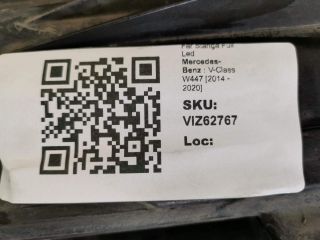 Far Stanga Full
Led
Mercedes-
Benz : V-Class
W447 [2014 -
2020]
SKU:
VIZ62767
Loc: